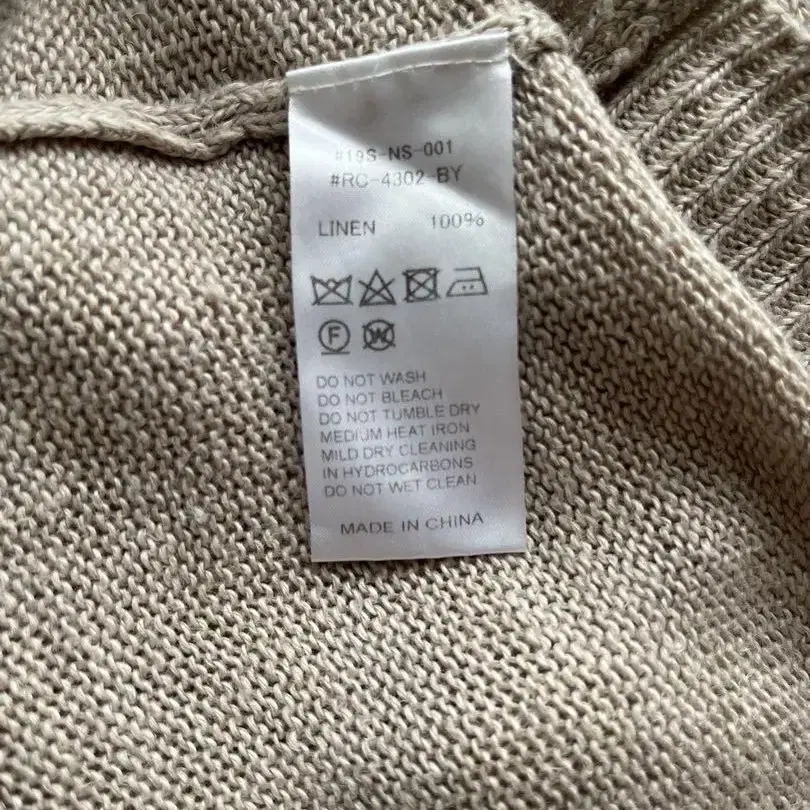 #19S-NS-001
#RC-4302-BY
LINEN 100%
F W
DO NOT WASH
DO NOT BLEACH
DO NOT TUMBLE DRY
MEDIUM HEAT IRON
MILD DRY CLEANING
IN HYDROCARBONS
DO NOT WET CLEAN
MADE IN CHINA